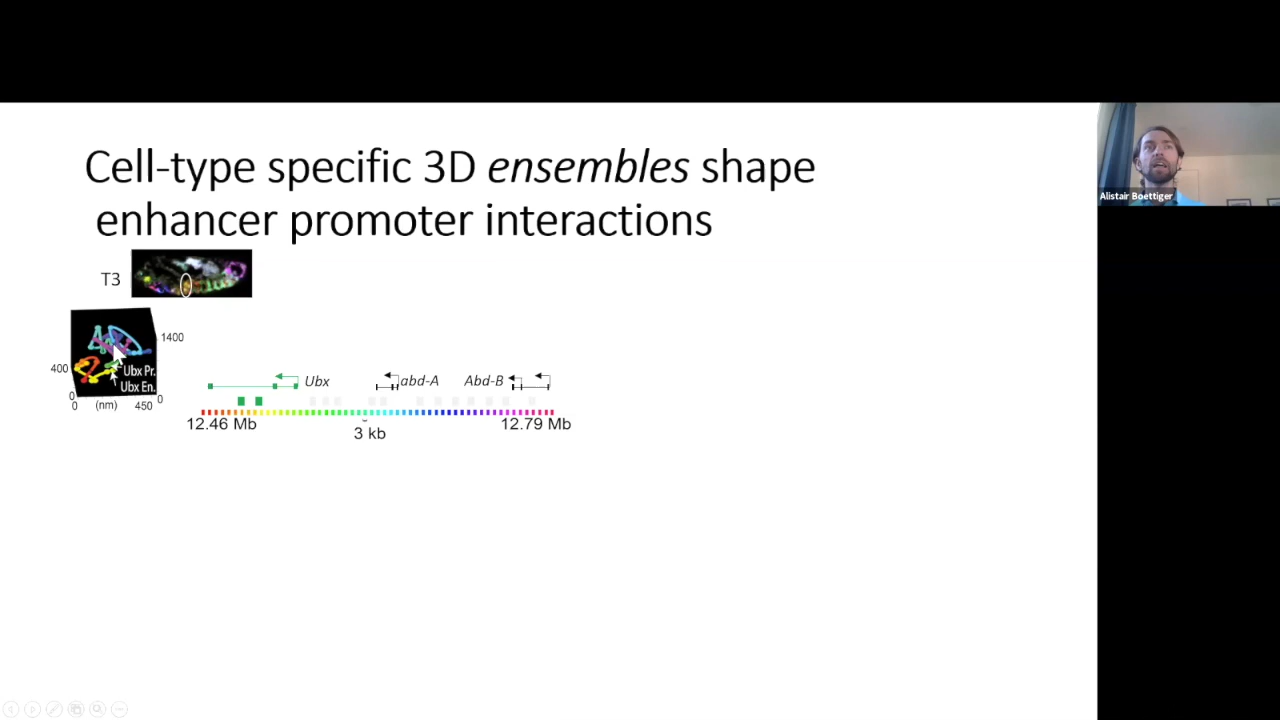 Cell-type specific 3D ensembles shape
enhancer promoter interactions
Alistair Boettiger
T3
1400
400
Ubx Pr.
Ubx En.
0
0
0 (nm) 450
Ubx
abd-A
Abd-B
12.46 Mb
3 kb
12.79 Mb